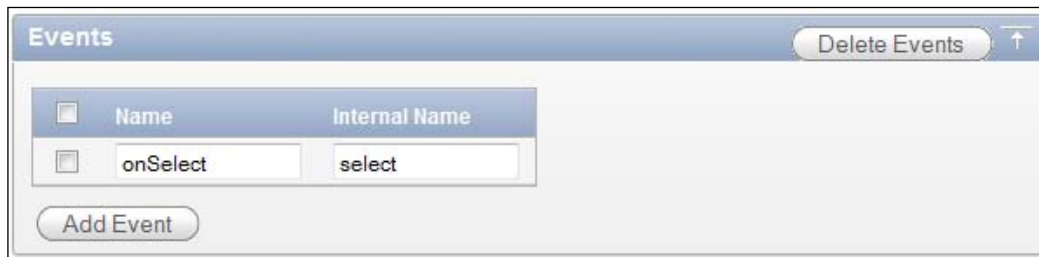 Events Delete Events
Name Internal Name
onSelect select
Add Event